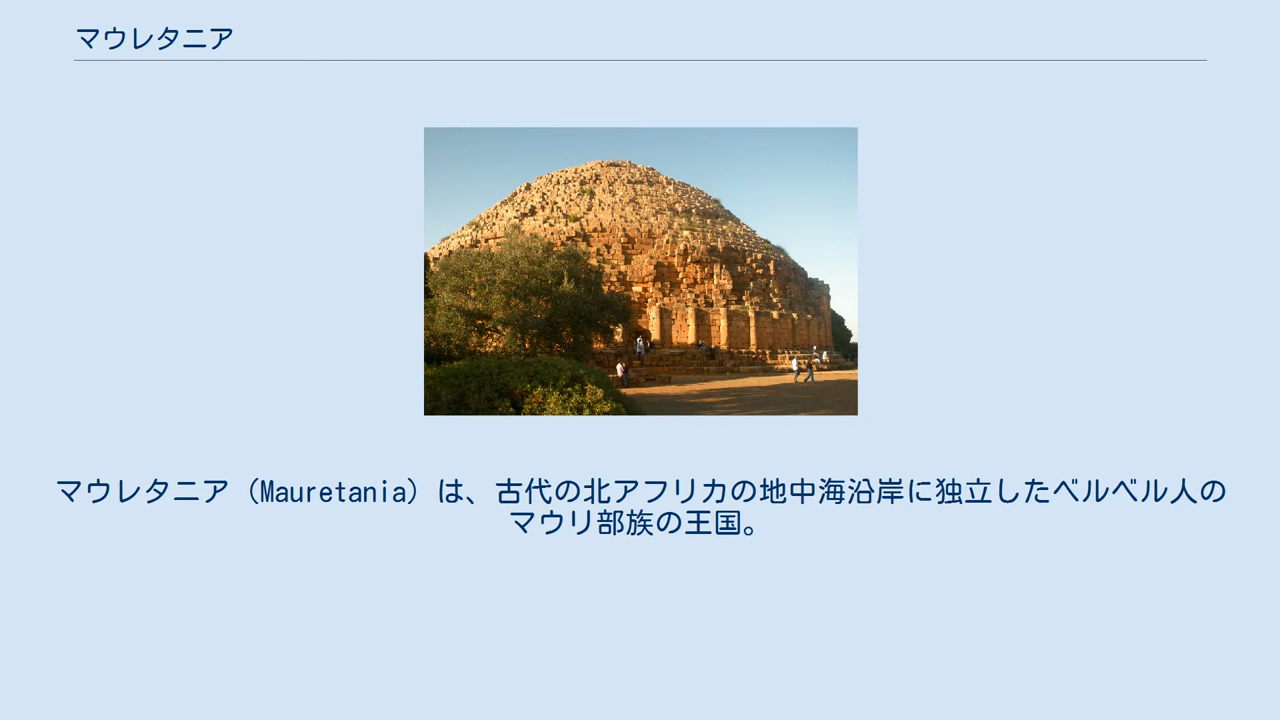 マウレタニア
マウレタニア（Mauretania）は、古代の北アフリカの地中海沿岸に独立したベルベル人の
マウリ部族の王国。